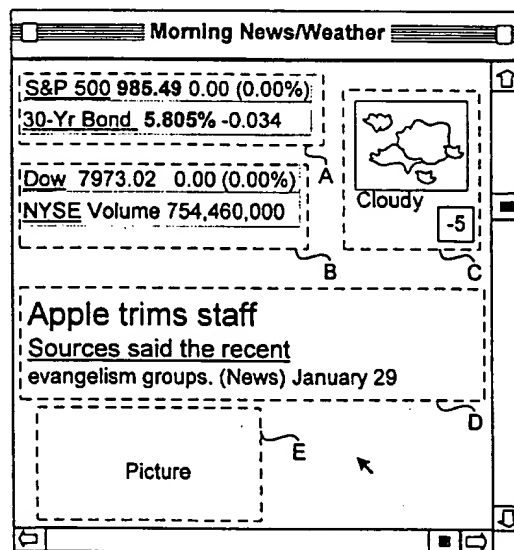 Morning News/Weather
S&P 500 985.49 0.00 (0.00%)
30-Yr Bond 5.805% -0.034
A
Dow 7973.02 0.00 (0.00%)
NYSE Volume 754,460,000
B
Cloudy
-5
C
Apple trims staff
Sources said the recent
evangelism groups. (News) January 29
D
Picture
E